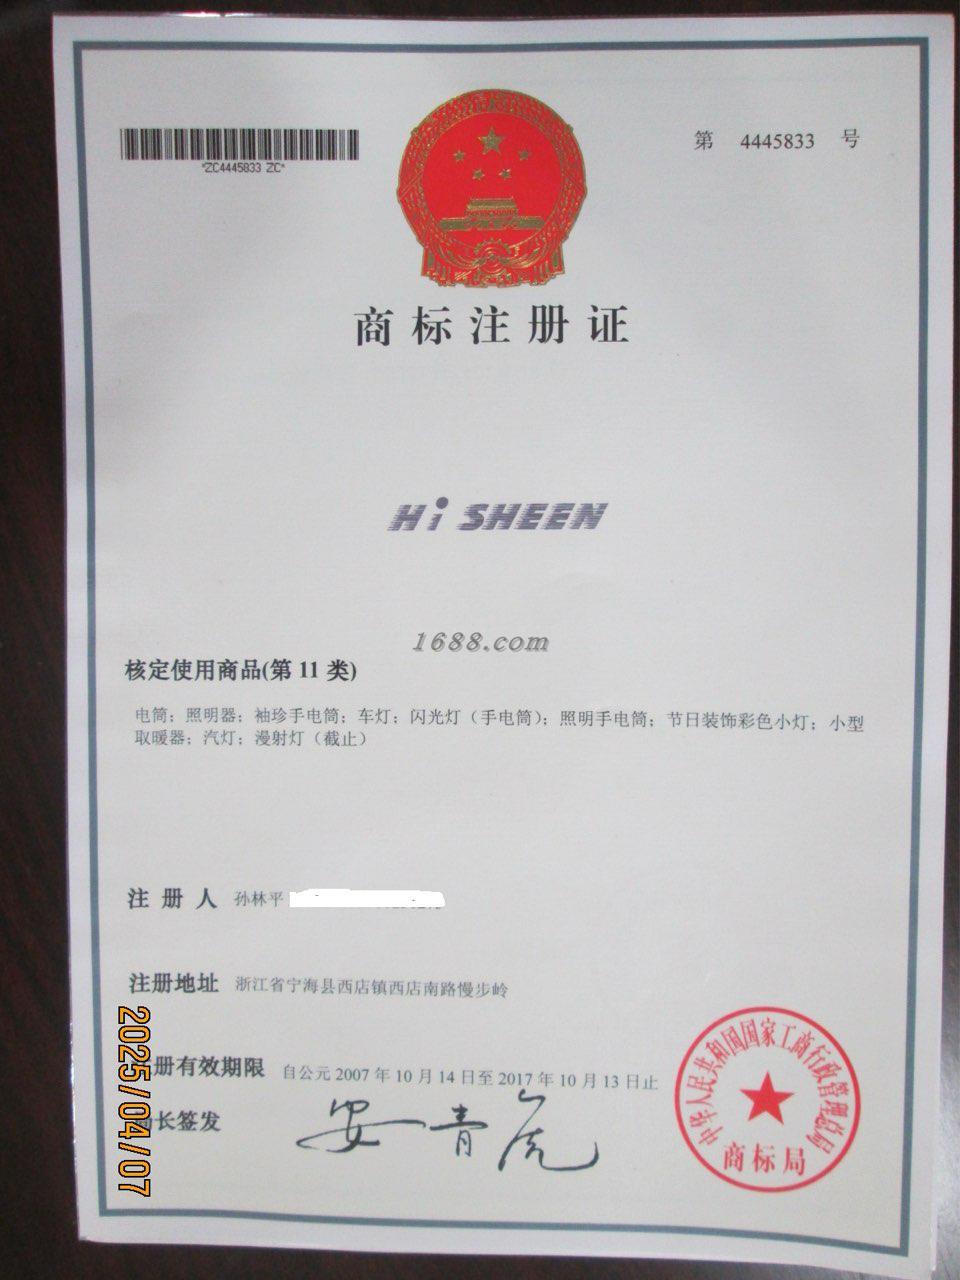 *ZC4445833 ZC*
第 4445833 号
商标注册证
Hi SHEEN
1688.com
核定使用商品(第 11 类)
电筒；照明器；袖珍手电筒；车灯；闪光灯（手电筒）；照明手电筒；节日装饰彩色小灯；小型
取暖器；汽灯；漫射灯（截止）
注册人 孙林平
注册地址 浙江省宁海县西店镇西店南路慢步岭
册有效期限 自公元 2007 年 10 月 14 日至 2017 年 10 月 13 日止
长签发 安青虎
中华人民共和国国家工商行政管理总局
商标局
2025/04/07